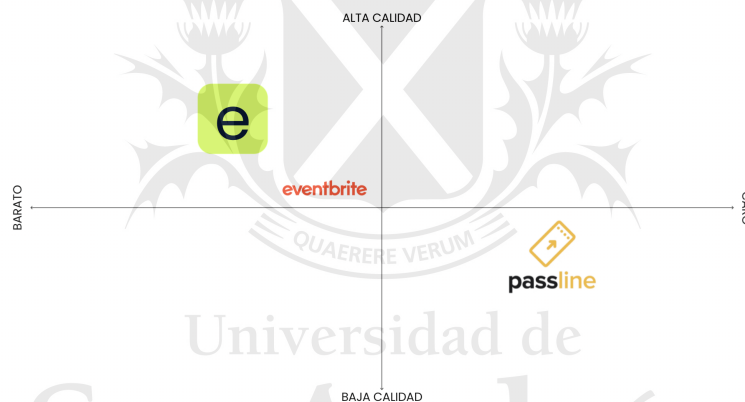 ALTA CALIDAD
e
eventbrite
BARATO
QUAERERE VERUM
passline
Universidad de
BAJA CALIDAD